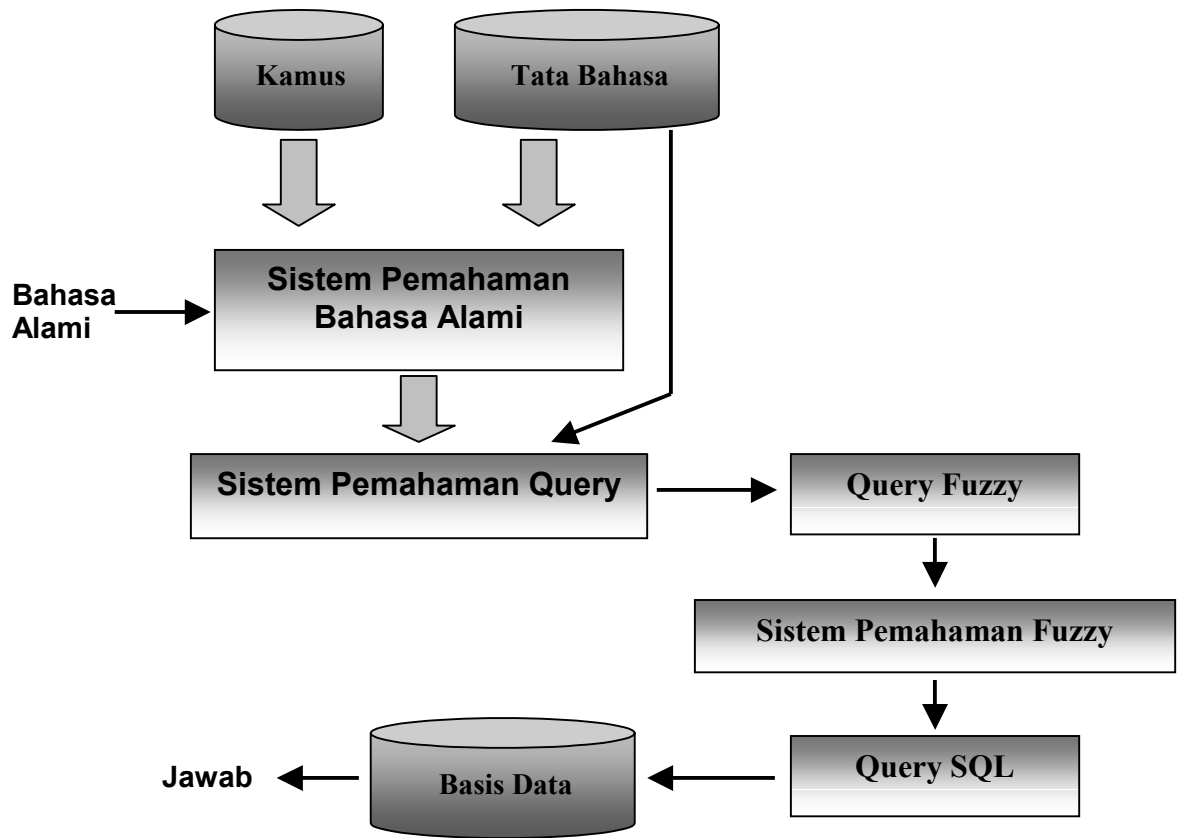 Kamus
Tata Bahasa
Sistem Pemahaman
Bahasa Alami
Bahasa
Alami
Sistem Pemahaman Query
Query Fuzzy
Sistem Pemahaman Fuzzy
Query SQL
Basis Data
Jawab